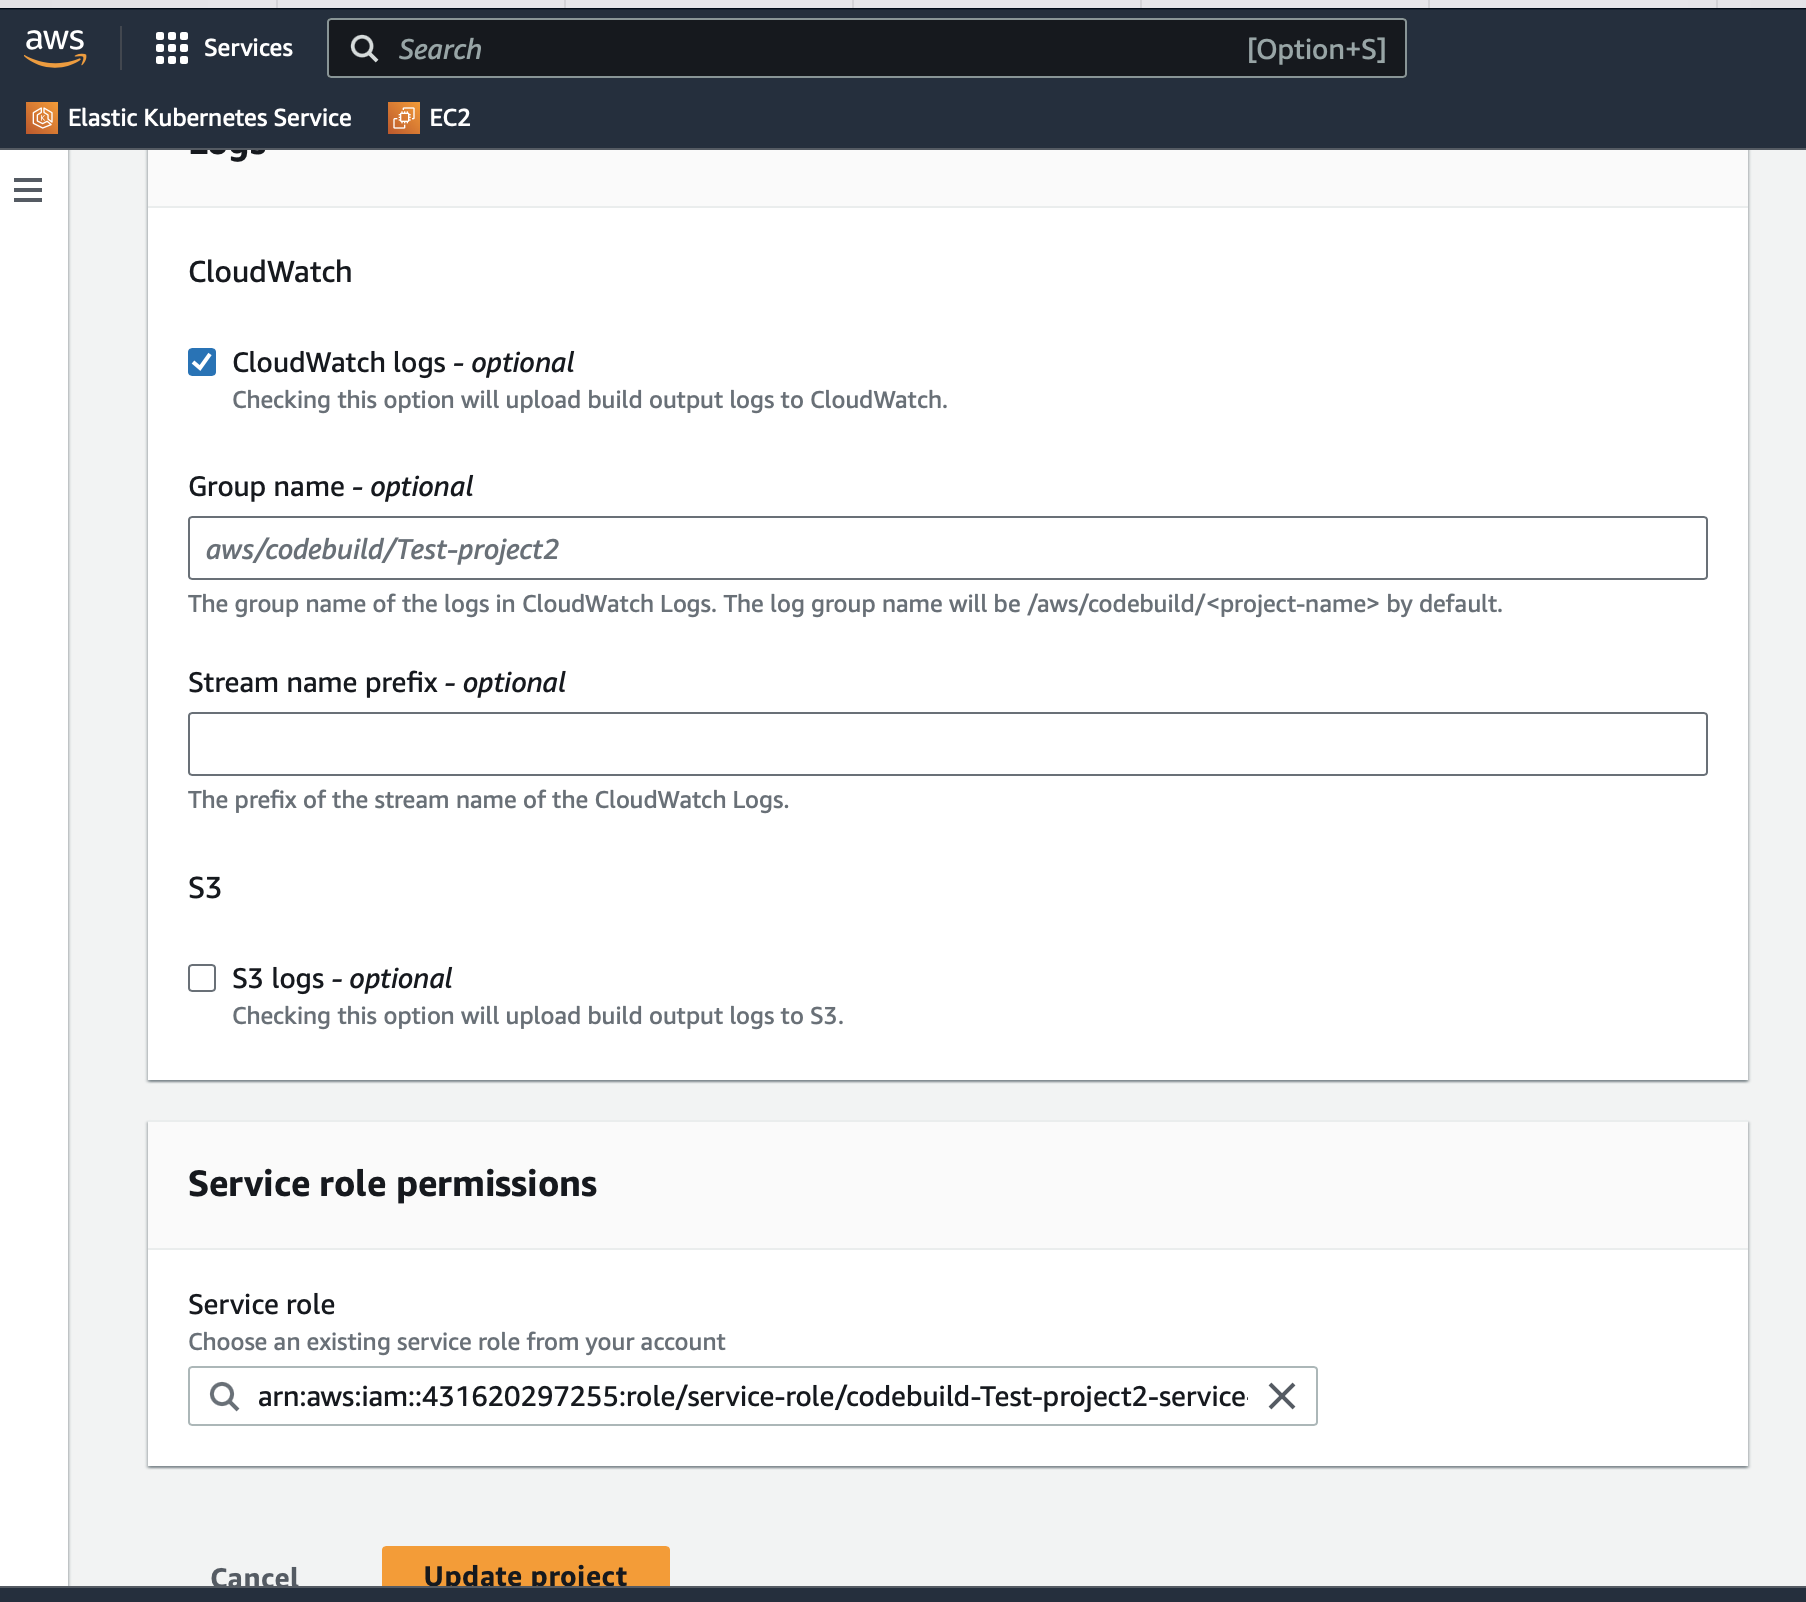 aws
Services
Search
[Option+S]
Elastic Kubernetes Service
EC2
Logs
CloudWatch
CloudWatch logs - optional
Checking this option will upload build output logs to CloudWatch.
Group name - optional
aws/codebuild/Test-project2
The group name of the logs in CloudWatch Logs. The log group name will be /aws/codebuild/<project-name> by default.
Stream name prefix - optional
The prefix of the stream name of the CloudWatch Logs.
S3
S3 logs - optional
Checking this option will upload build output logs to S3.
Service role permissions
Service role
Choose an existing service role from your account
arn:aws:iam::431620297255:role/service-role/codebuild-Test-project2-service-
Cancel
Update project